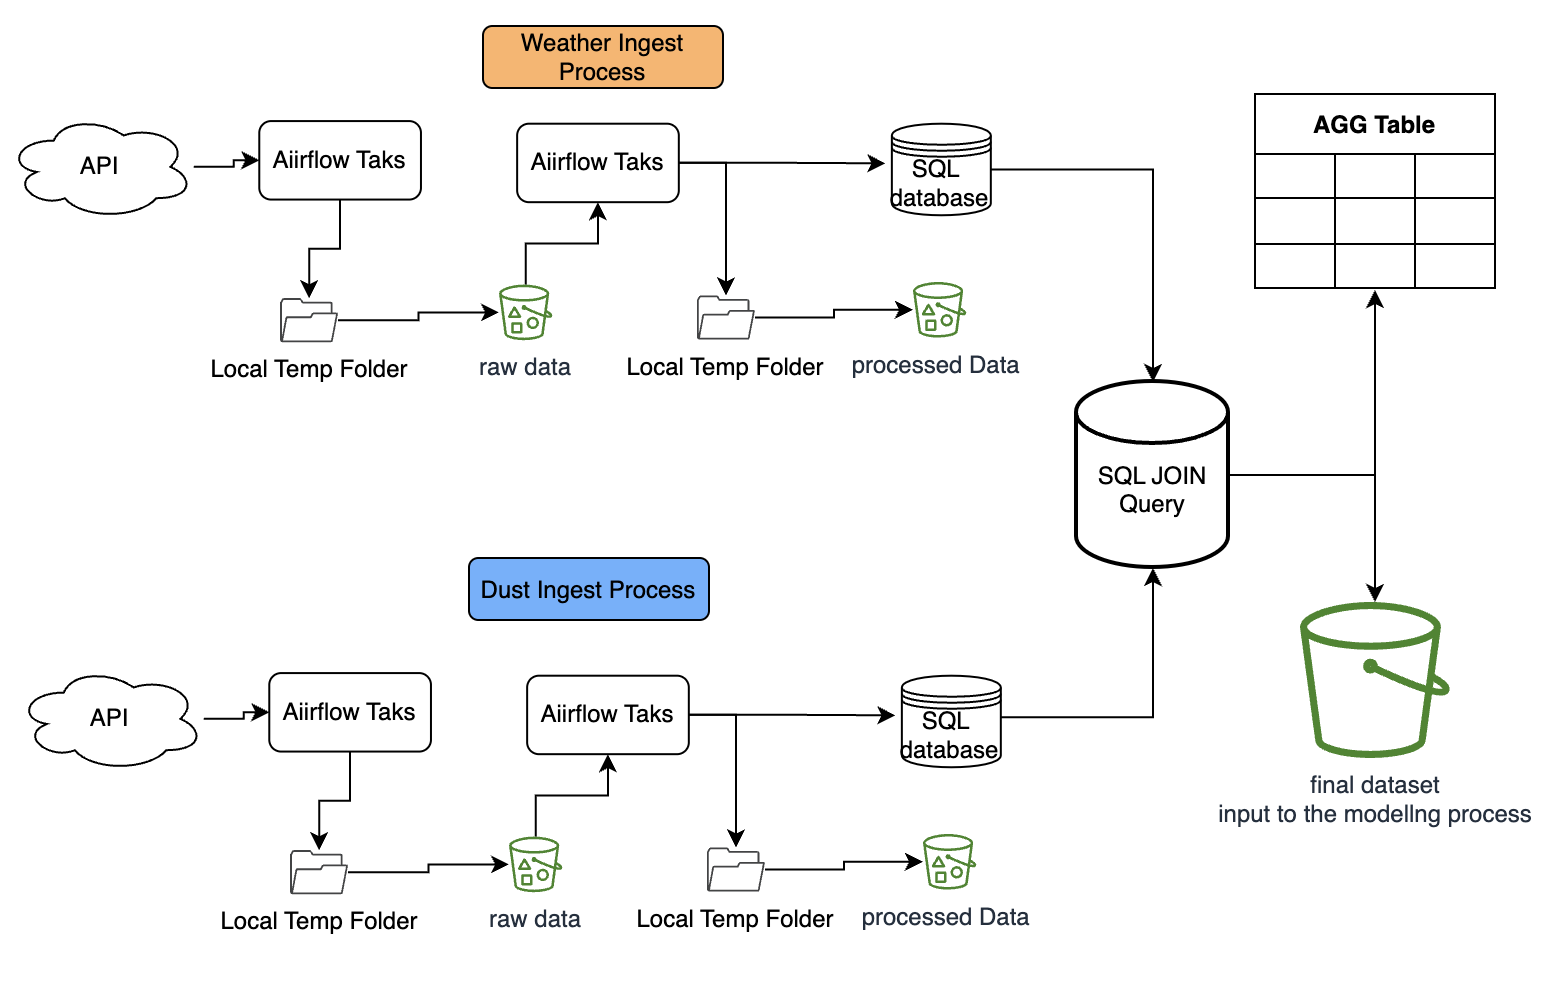 Weather Ingest
Process
AGG Table
API
Aiirflow Taks
Aiirflow Taks
SQL
database
Local Temp Folder
raw data
Local Temp Folder
processed Data
SQL JOIN
Query
Dust Ingest Process
API
Aiirflow Taks
Aiirflow Taks
SQL
database
Local Temp Folder
raw data
Local Temp Folder
processed Data
final dataset
input to the modellng process